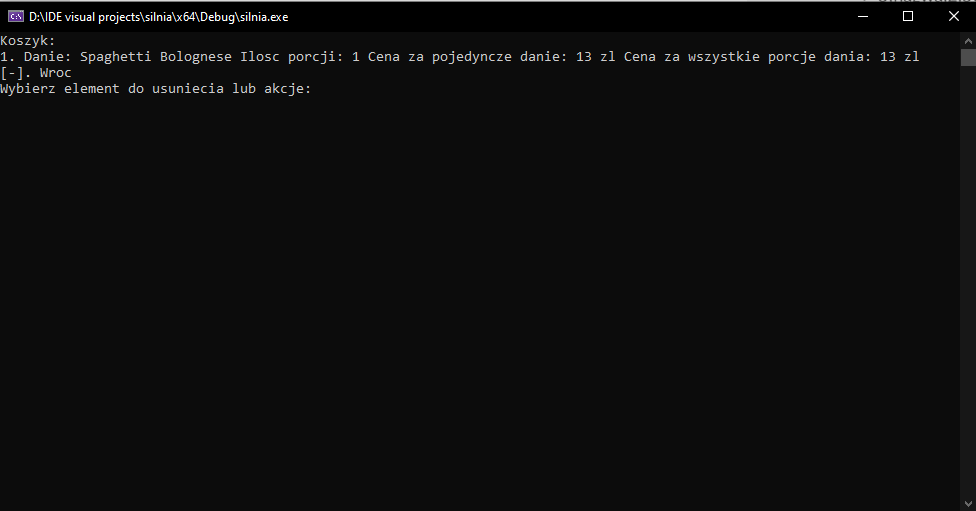 D:\IDE visual projects\silnia\x64\Debug\silnia.exe
Koszyk:
1. Danie: Spaghetti Bolognese Ilosc porcji: 1 Cena za pojedyncze danie: 13 zl Cena za wszystkie porcje dania: 13 zl
[-]. Wroc
Wybierz element do usuniecia lub akcje: